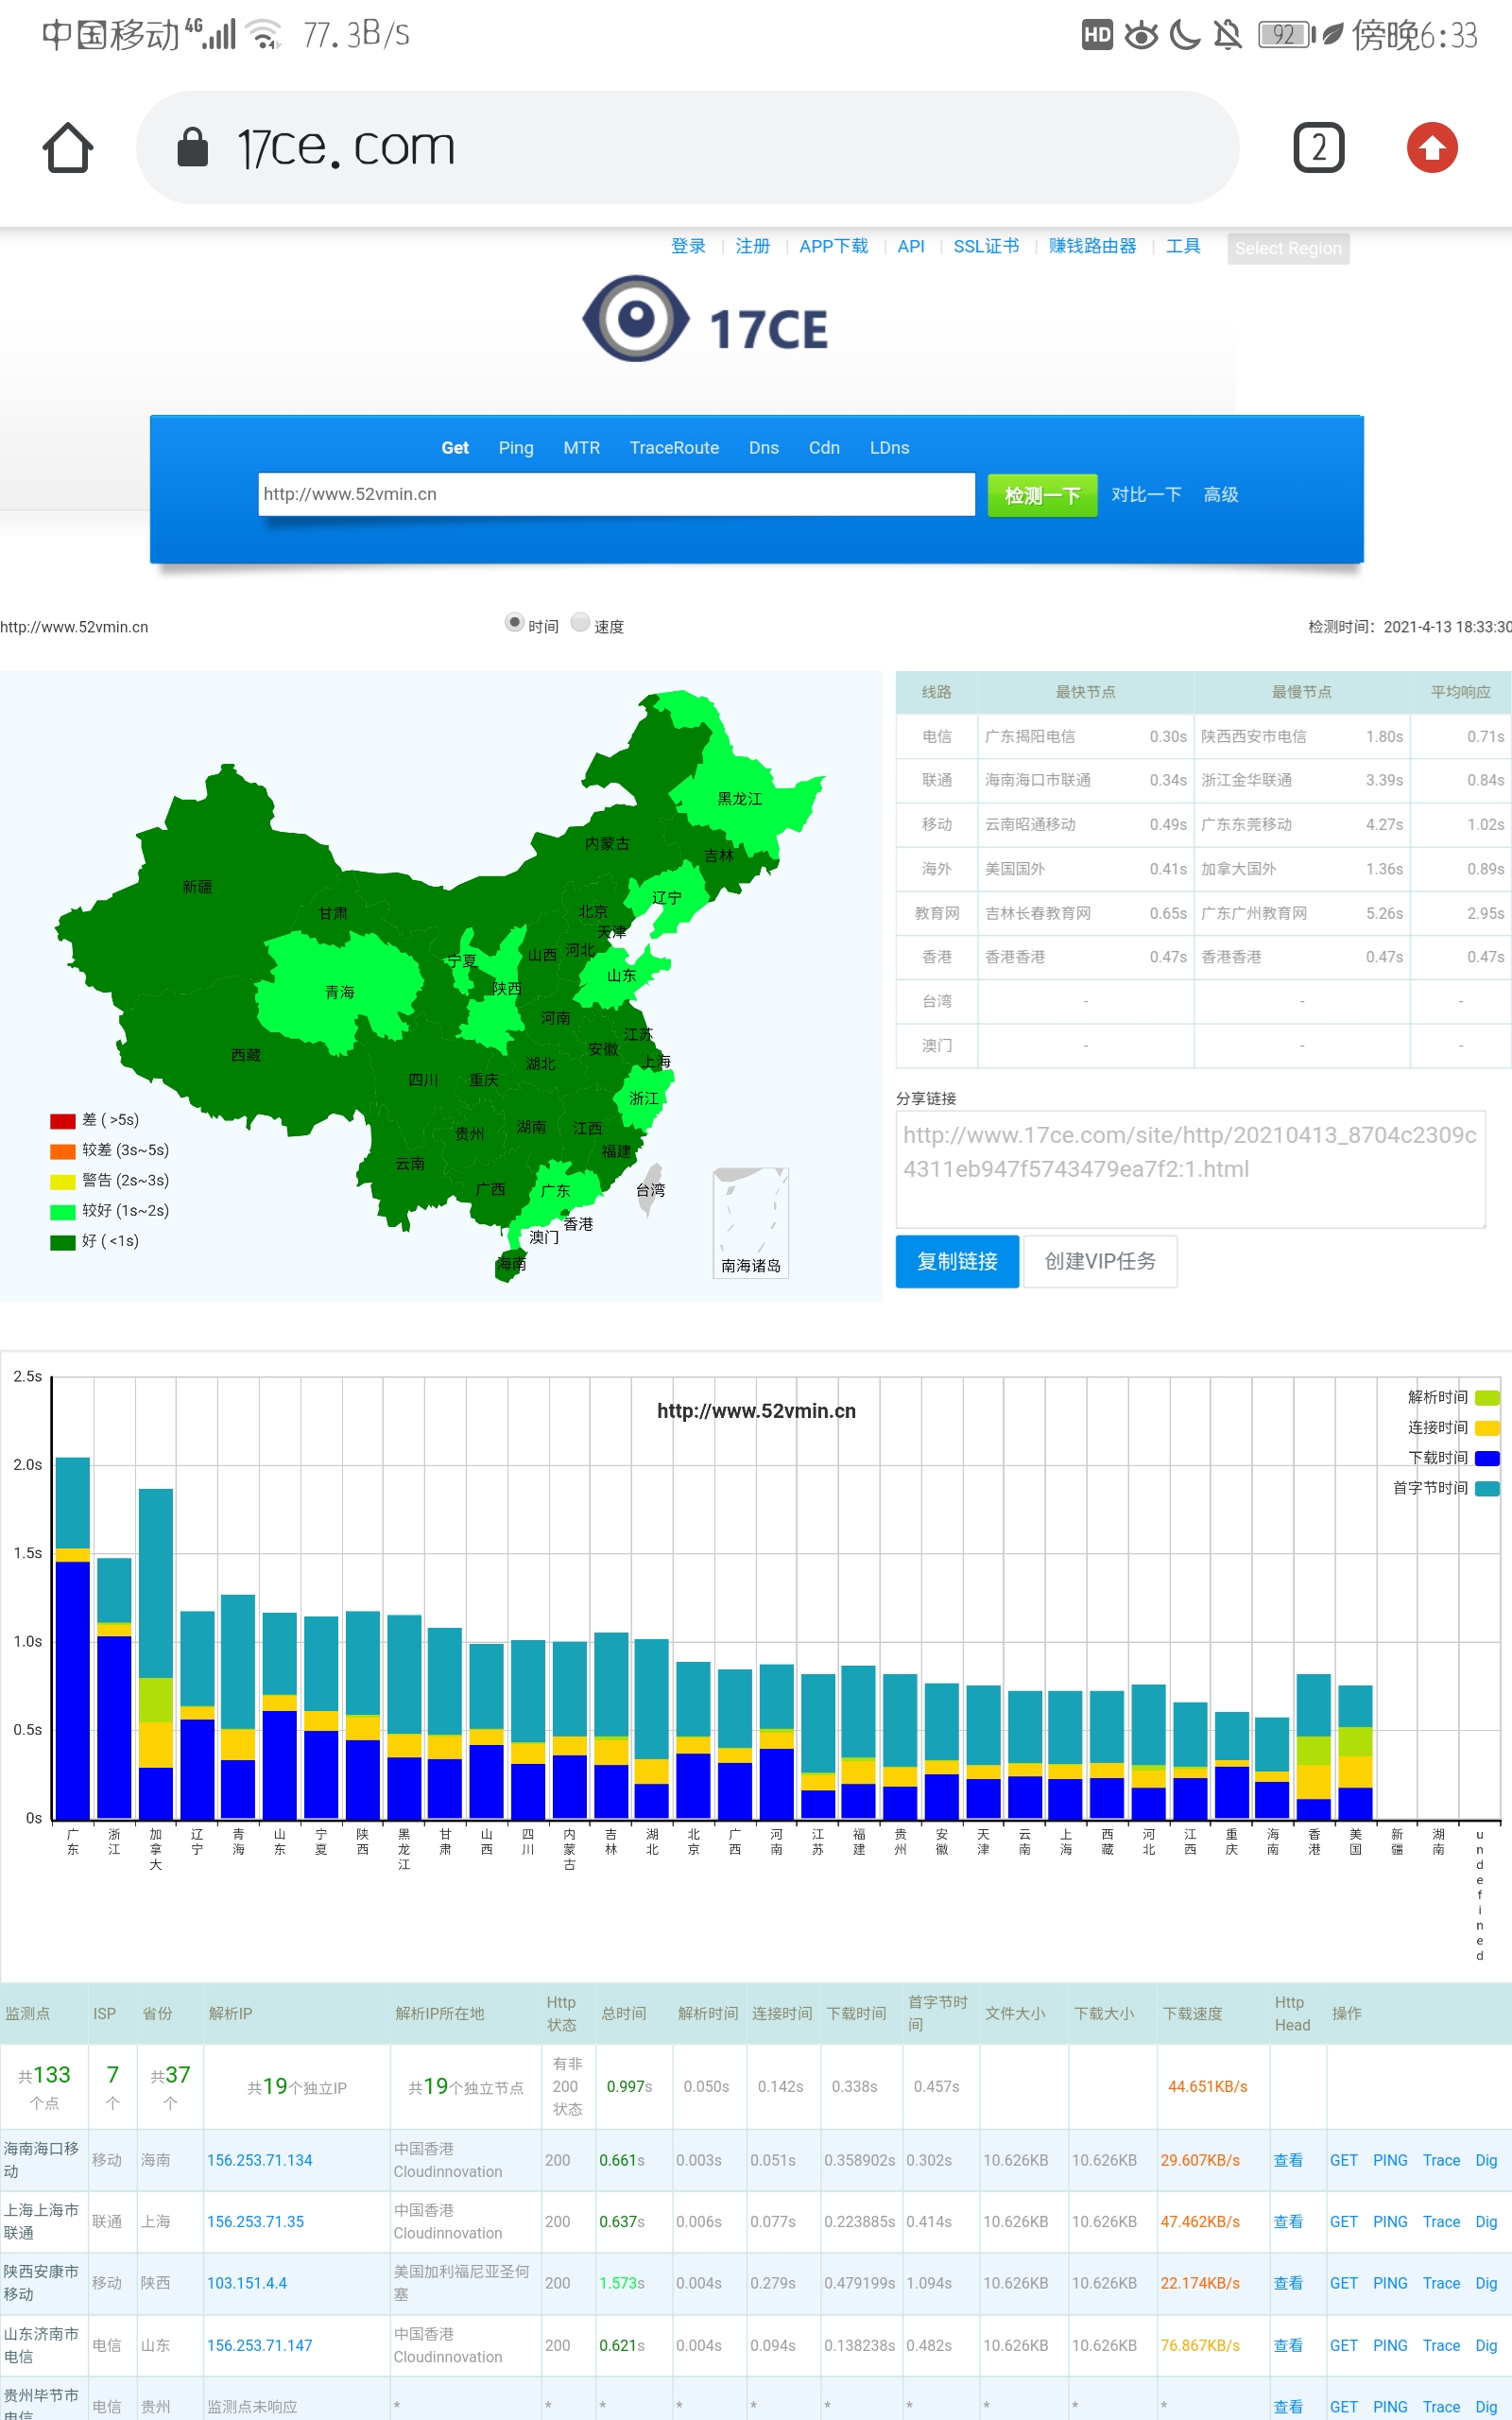 中国移动 4G 77.3B/s HD 92 傍晚6:33
17ce.com 2
登录 | 注册 | APP下载 | API | SSL证书 | 赚钱路由器 | 工具 Select Region
17CE
Get Ping MTR TraceRoute Dns Cdn LDns
http://www.52vmin.cn 检测一下 对比一下 高级
http://www.52vmin.cn 时间 速度 检测时间：2021-4-13 18:33:30
黑龙江
内蒙古
吉林
新疆
辽宁
甘肃
北京
天津
河北
山西
宁夏
山东
陕西
青海
河南
江苏
安徽
上海
西藏
湖北
四川
重庆
浙江
湖南
江西
贵州
福建
云南
广西
广东
台湾
香港
澳门
海南
南海诸岛
差 ( >5s)
较差 (3s~5s)
警告 (2s~3s)
较好 (1s~2s)
好 ( <1s)
线路 最快节点 最慢节点 平均响应
电信 广东揭阳电信 0.30s 陕西西安市电信 1.80s 0.71s
联通 海南海口市联通 0.34s 浙江金华联通 3.39s 0.84s
移动 云南昭通移动 0.49s 广东东莞移动 4.27s 1.02s
海外 美国国外 0.41s 加拿大国外 1.36s 0.89s
教育网 吉林长春教育网 0.65s 广东广州教育网 5.26s 2.95s
香港 香港香港 0.47s 香港香港 0.47s 0.47s
台湾 - - -
澳门 - - -
分享链接
http://www.17ce.com/site/http/20210413_8704c2309c
4311eb947f5743479ea7f2:1.html
复制链接 创建VIP任务
http://www.52vmin.cn
解析时间
连接时间
下载时间
首字节时间
2.5s
2.0s
1.5s
1.0s
0.5s
0s
广东 浙江 加拿大 辽宁 青海 山东 宁夏 陕西 黑龙江 甘肃 山西 四川 内蒙古 吉林 湖北 北京 广西 河南 江苏 福建 贵州 安徽 天津 云南 上海 西藏 河北 江西 重庆 海南 香港 美国 新疆 湖南 undefined
监测点 ISP 省份 解析IP 解析IP所在地 Http状态 总时间 解析时间 连接时间 下载时间 首字节时间 文件大小 下载大小 下载速度 Http Head 操作
共133个点 7个 共37个 共19个独立IP 共19个独立节点 有非200状态 0.997s 0.050s 0.142s 0.338s 0.457s 44.651KB/s
海南海口移动 移动 海南 156.253.71.134 中国香港 Cloudinnovation 200 0.661s 0.003s 0.051s 0.358902s 0.302s 10.626KB 10.626KB 29.607KB/s 查看 GET PING Trace Dig
上海上海市联通 联通 上海 156.253.71.35 中国香港 Cloudinnovation 200 0.637s 0.006s 0.077s 0.223885s 0.414s 10.626KB 10.626KB 47.462KB/s 查看 GET PING Trace Dig
陕西安康市移动 移动 陕西 103.151.4.4 美国加利福尼亚圣何塞 200 1.573s 0.004s 0.279s 0.479199s 1.094s 10.626KB 10.626KB 22.174KB/s 查看 GET PING Trace Dig
山东济南市电信 电信 山东 156.253.71.147 中国香港 Cloudinnovation 200 0.621s 0.004s 0.094s 0.138238s 0.482s 10.626KB 10.626KB 76.867KB/s 查看 GET PING Trace Dig
贵州毕节市电信 电信 贵州 监测点未响应 * * * * * * * * * * 查看 GET PING Trace Dig